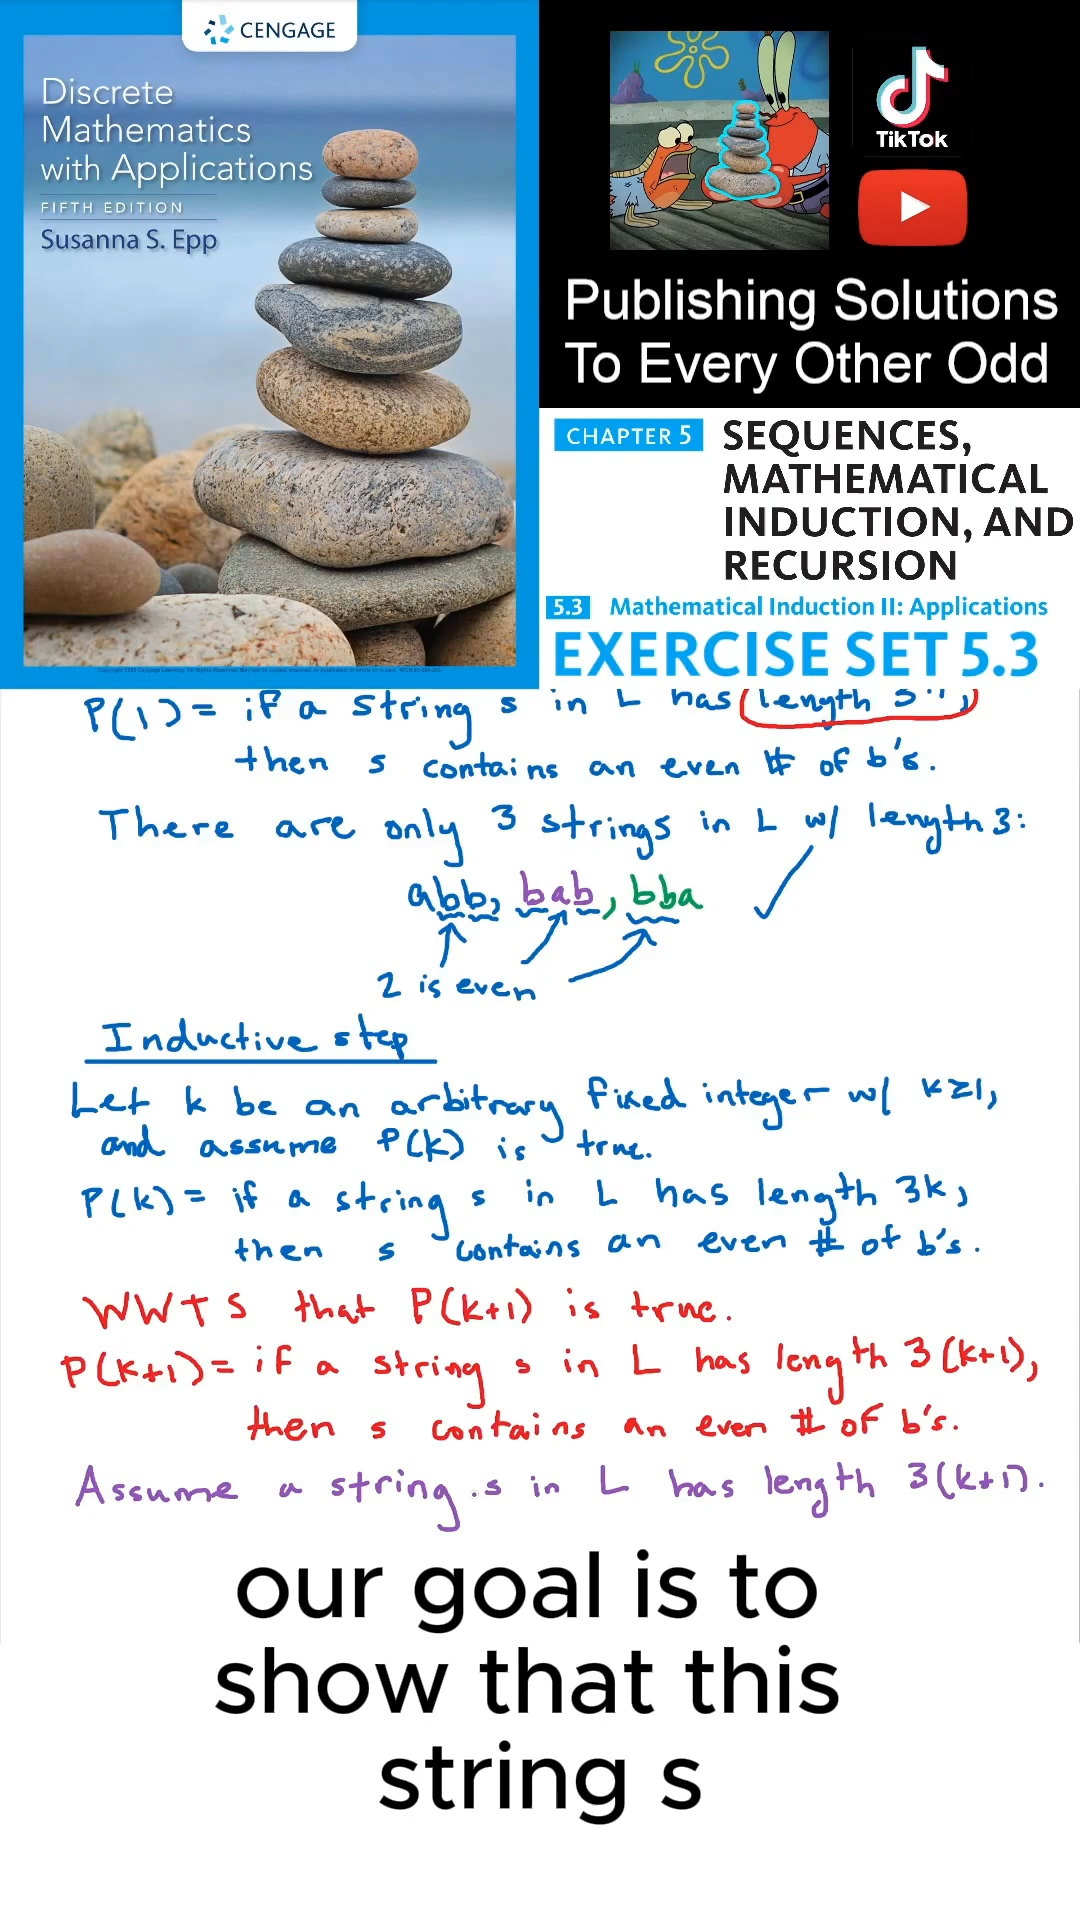 CENGAGE
Discrete
Mathematics
with Applications
FIFTH EDITION
Susanna S. Epp
TikTok
Publishing Solutions
To Every Other Odd
CHAPTER 5
SEQUENCES,
MATHEMATICAL
INDUCTION, AND
RECURSION
5.3 Mathematical Induction II: Applications
EXERCISE SET 5.3
P(1) = if a string s in L has length 3·1,
then s contains an even # of b's.
There are only 3 strings in L w/ length 3:
abb, bab, bba
2 is even
Inductive step
Let k be an arbitrary fixed integer w/ k≥1,
and assume P(k) is true.
P(k) = if a string s in L has length 3k,
then s contains an even # of b's.
WWTS that P(k+1) is true.
P(k+1) = if a string s in L has length 3(k+1),
then s contains an even # of b's.
Assume a string s in L has length 3(k+1).
our goal is to
show that this
string s